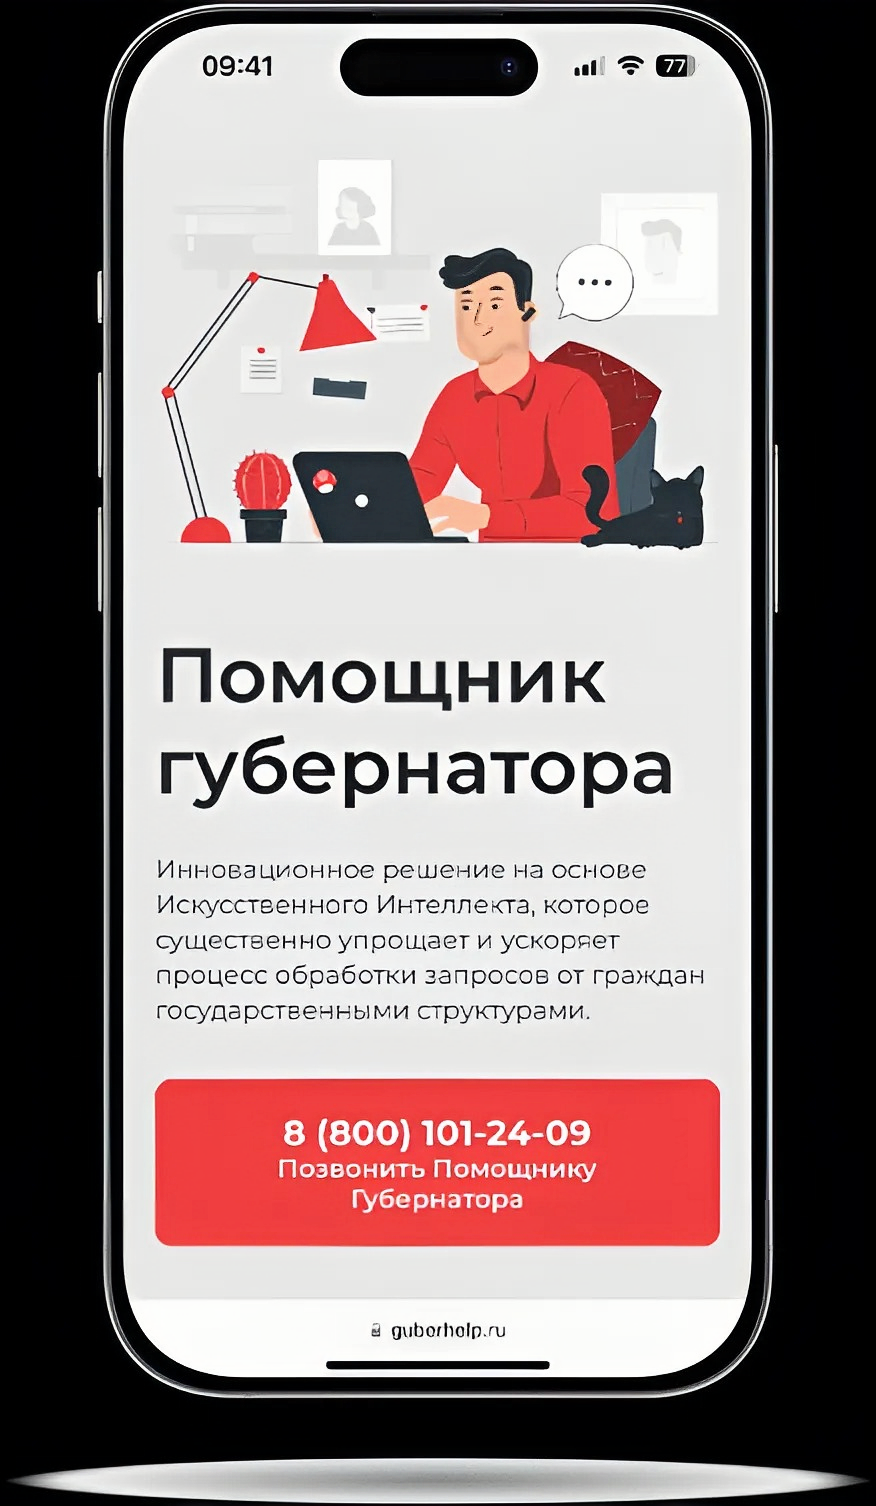 09:41
77
Помощник
губернатора
Инновационное решение на основе
Искусственного Интеллекта, которое
существенно упрощает и ускоряет
процесс обработки запросов от граждан
государственными структурами.
8 (800) 101-24-09
Позвонить Помощнику
Губернатора
guberhelp.ru